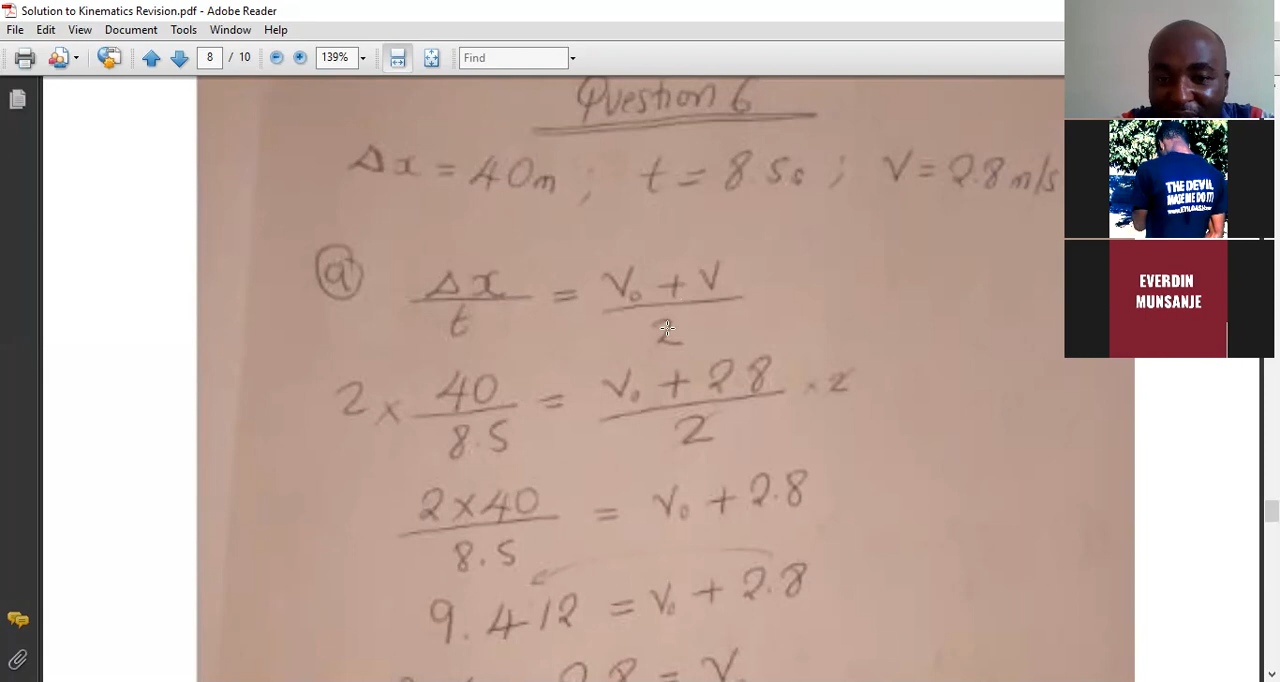 Solution to Kinematics Revision.pdf - Adobe Reader
File Edit View Document Tools Window Help
8 / 10 139% Find
Question 6
Δx = 40m ; t = 8.5s ; V = 2.8 m/s
(a) Δx/t = (V₀ + V)/2
2 × 40/8.5 = (V₀ + 28)/2 × 2
(2 × 40)/8.5 = V₀ + 2.8
9.412 = V₀ + 2.8
2.8 = V
THE DEVIL
MADE ME DO IT!
EVERDIN
MUNSANJE